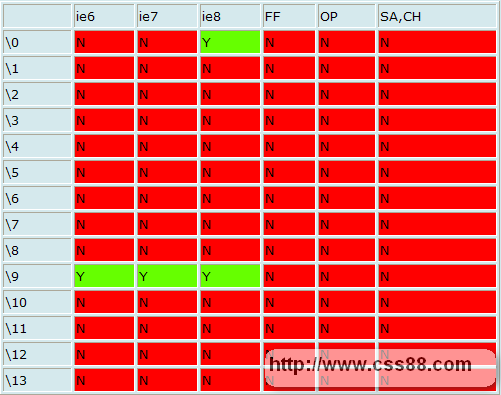 ie6 ie7 ie8 FF OP SA,CH
\0 N N Y N N N
\1 N N N N N N
\2 N N N N N N
\3 N N N N N N
\4 N N N N N N
\5 N N N N N N
\6 N N N N N N
\7 N N N N N N
\8 N N N N N N
\9 Y Y Y N N N
\10 N N N N N N
\11 N N N N N N
\12 N N N N N N
http://www.css88.com
\13 N N N N N N